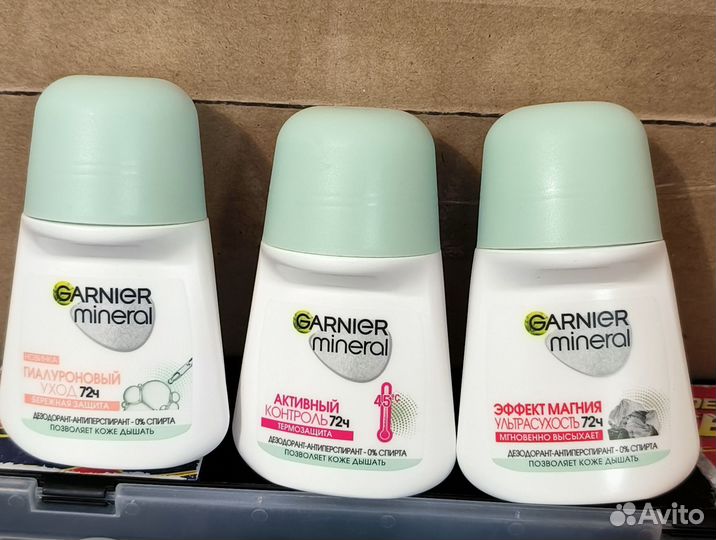 GARNIER
mineral
НОВИНКА
ГИАЛУРОНОВЫЙ
УХОД 72ч
БЕРЕЖНАЯ ЗАЩИТА
ДЕЗОДОРАНТ-АНТИПЕРСПИРАНТ - 0% СПИРТА
ПОЗВОЛЯЕТ КОЖЕ ДЫШАТЬ
GARNIER
mineral
АКТИВНЫЙ
КОНТРОЛЬ 72ч
ТЕРМОЗАЩИТА
45°C
ДЕЗОДОРАНТ-АНТИПЕРСПИРАНТ - 0% СПИРТА
ПОЗВОЛЯЕТ КОЖЕ ДЫШАТЬ
GARNIER
mineral
ЭФФЕКТ МАГНИЯ
УЛЬТРАСУХОСТЬ 72ч
МГНОВЕННО ВЫСЫХАЕТ
ДЕЗОДОРАНТ-АНТИПЕРСПИРАНТ - 0% СПИРТА
ПОЗВОЛЯЕТ КОЖЕ ДЫШАТЬ
Avito